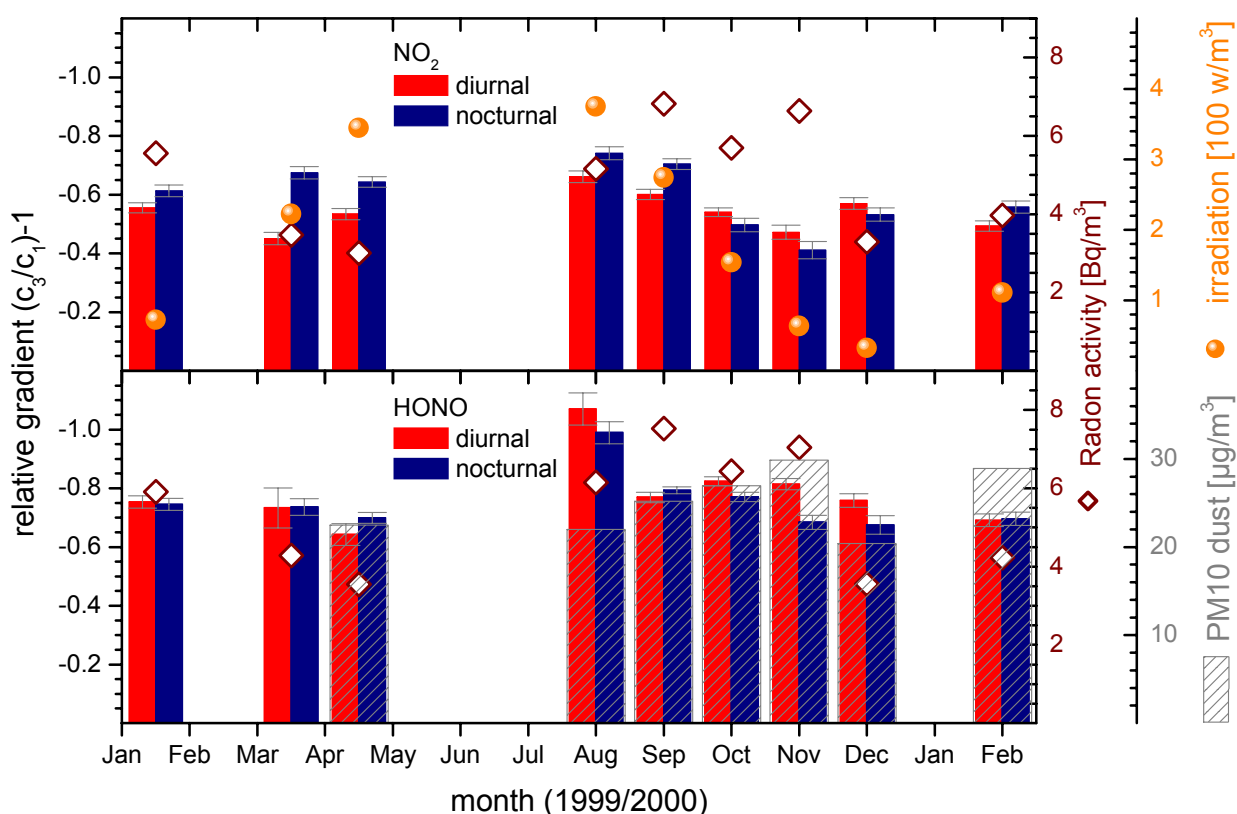 NO₂
diurnal
nocturnal
-1.0
-0.8
-0.6
-0.4
-0.2
8
6
4
2
4
3
2
1
HONO
diurnal
nocturnal
-1.0
-0.8
-0.6
-0.4
-0.2
8
6
4
2
30
20
10
relative gradient (c₃/c₁)-1
Radon activity [Bq/m³]
irradiation [100 w/m³]
PM10 dust [µg/m³]
Jan Feb Mar Apr May Jun Jul Aug Sep Oct Nov Dec Jan Feb
month (1999/2000)